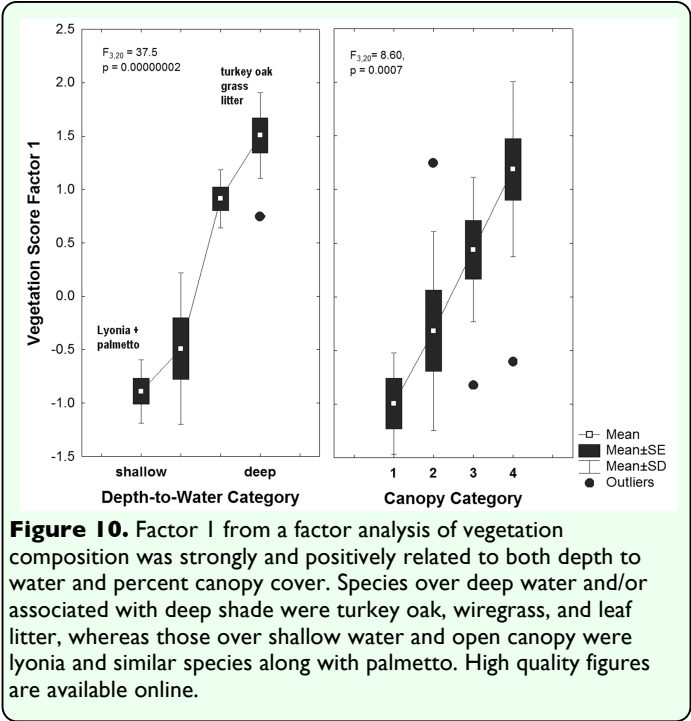 2.5
2.0
1.5
1.0
0.5
0.0
-0.5
-1.0
-1.5
Vegetation Score Factor 1
F3,20 = 37.5
p = 0.00000002
turkey oak
grass
litter
Lyonia +
palmetto
shallow deep
Depth-to-Water Category
F3,20= 8.60,
p = 0.0007
1 2 3 4
Canopy Category
Mean
Mean±SE
Mean±SD
Outliers
Figure 10. Factor 1 from a factor analysis of vegetation
composition was strongly and positively related to both depth to
water and percent canopy cover. Species over deep water and/or
associated with deep shade were turkey oak, wiregrass, and leaf
litter, whereas those over shallow water and open canopy were
lyonia and similar species along with palmetto. High quality figures
are available online.